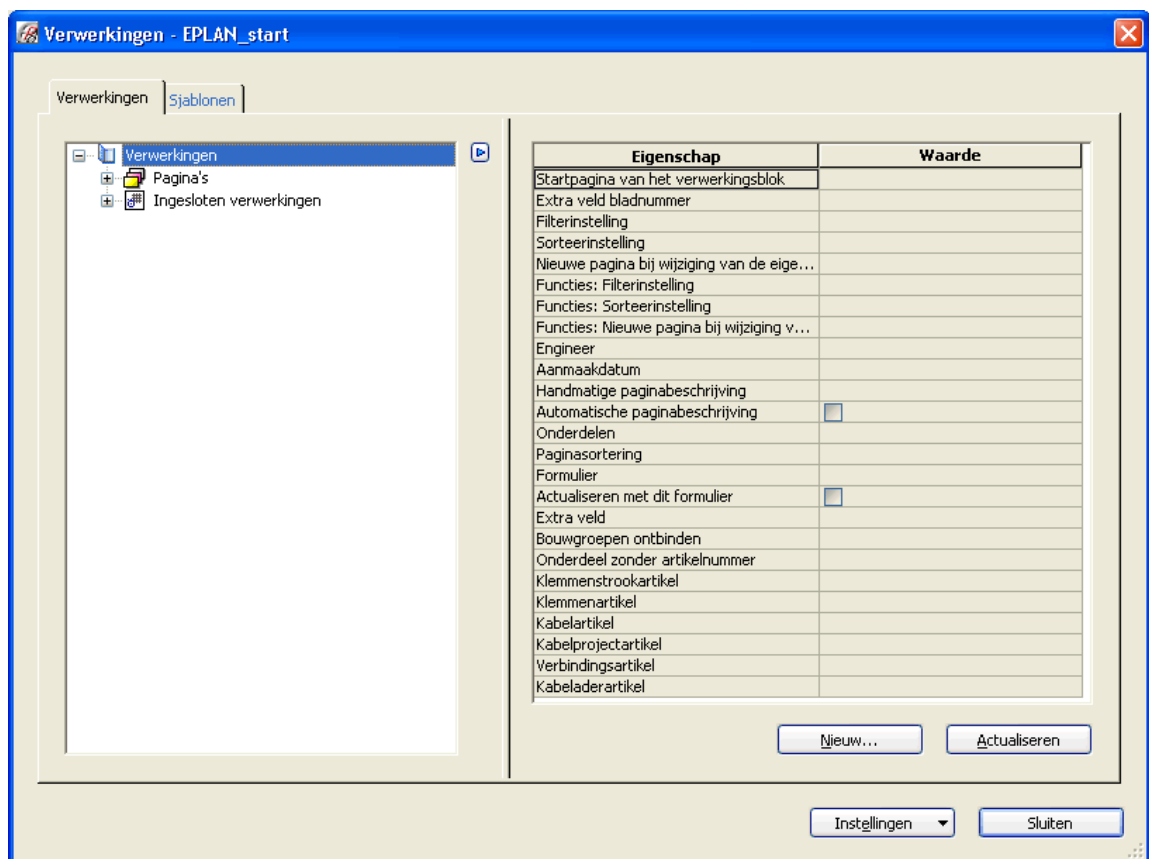 Verwerkingen - EPLAN_start
Verwerkingen
Sjablonen
Verwerkingen
Pagina's
Ingesloten verwerkingen
Eigenschap Waarde
Startpagina van het verwerkingsblok
Extra veld bladnummer
Filterinstelling
Sorteerinstelling
Nieuwe pagina bij wijziging van de eige...
Functies: Filterinstelling
Functies: Sorteerinstelling
Functies: Nieuwe pagina bij wijziging v...
Engineer
Aanmaakdatum
Handmatige paginabeschrijving
Automatische paginabeschrijving
Onderdelen
Paginasortering
Formulier
Actualiseren met dit formulier
Extra veld
Bouwgroepen ontbinden
Onderdeel zonder artikelnummer
Klemmenstrookartikel
Klemmenartikel
Kabelartikel
Kabelprojectartikel
Verbindingsartikel
Kabeladerartikel
Nieuw... Actualiseren
Instellingen Sluiten